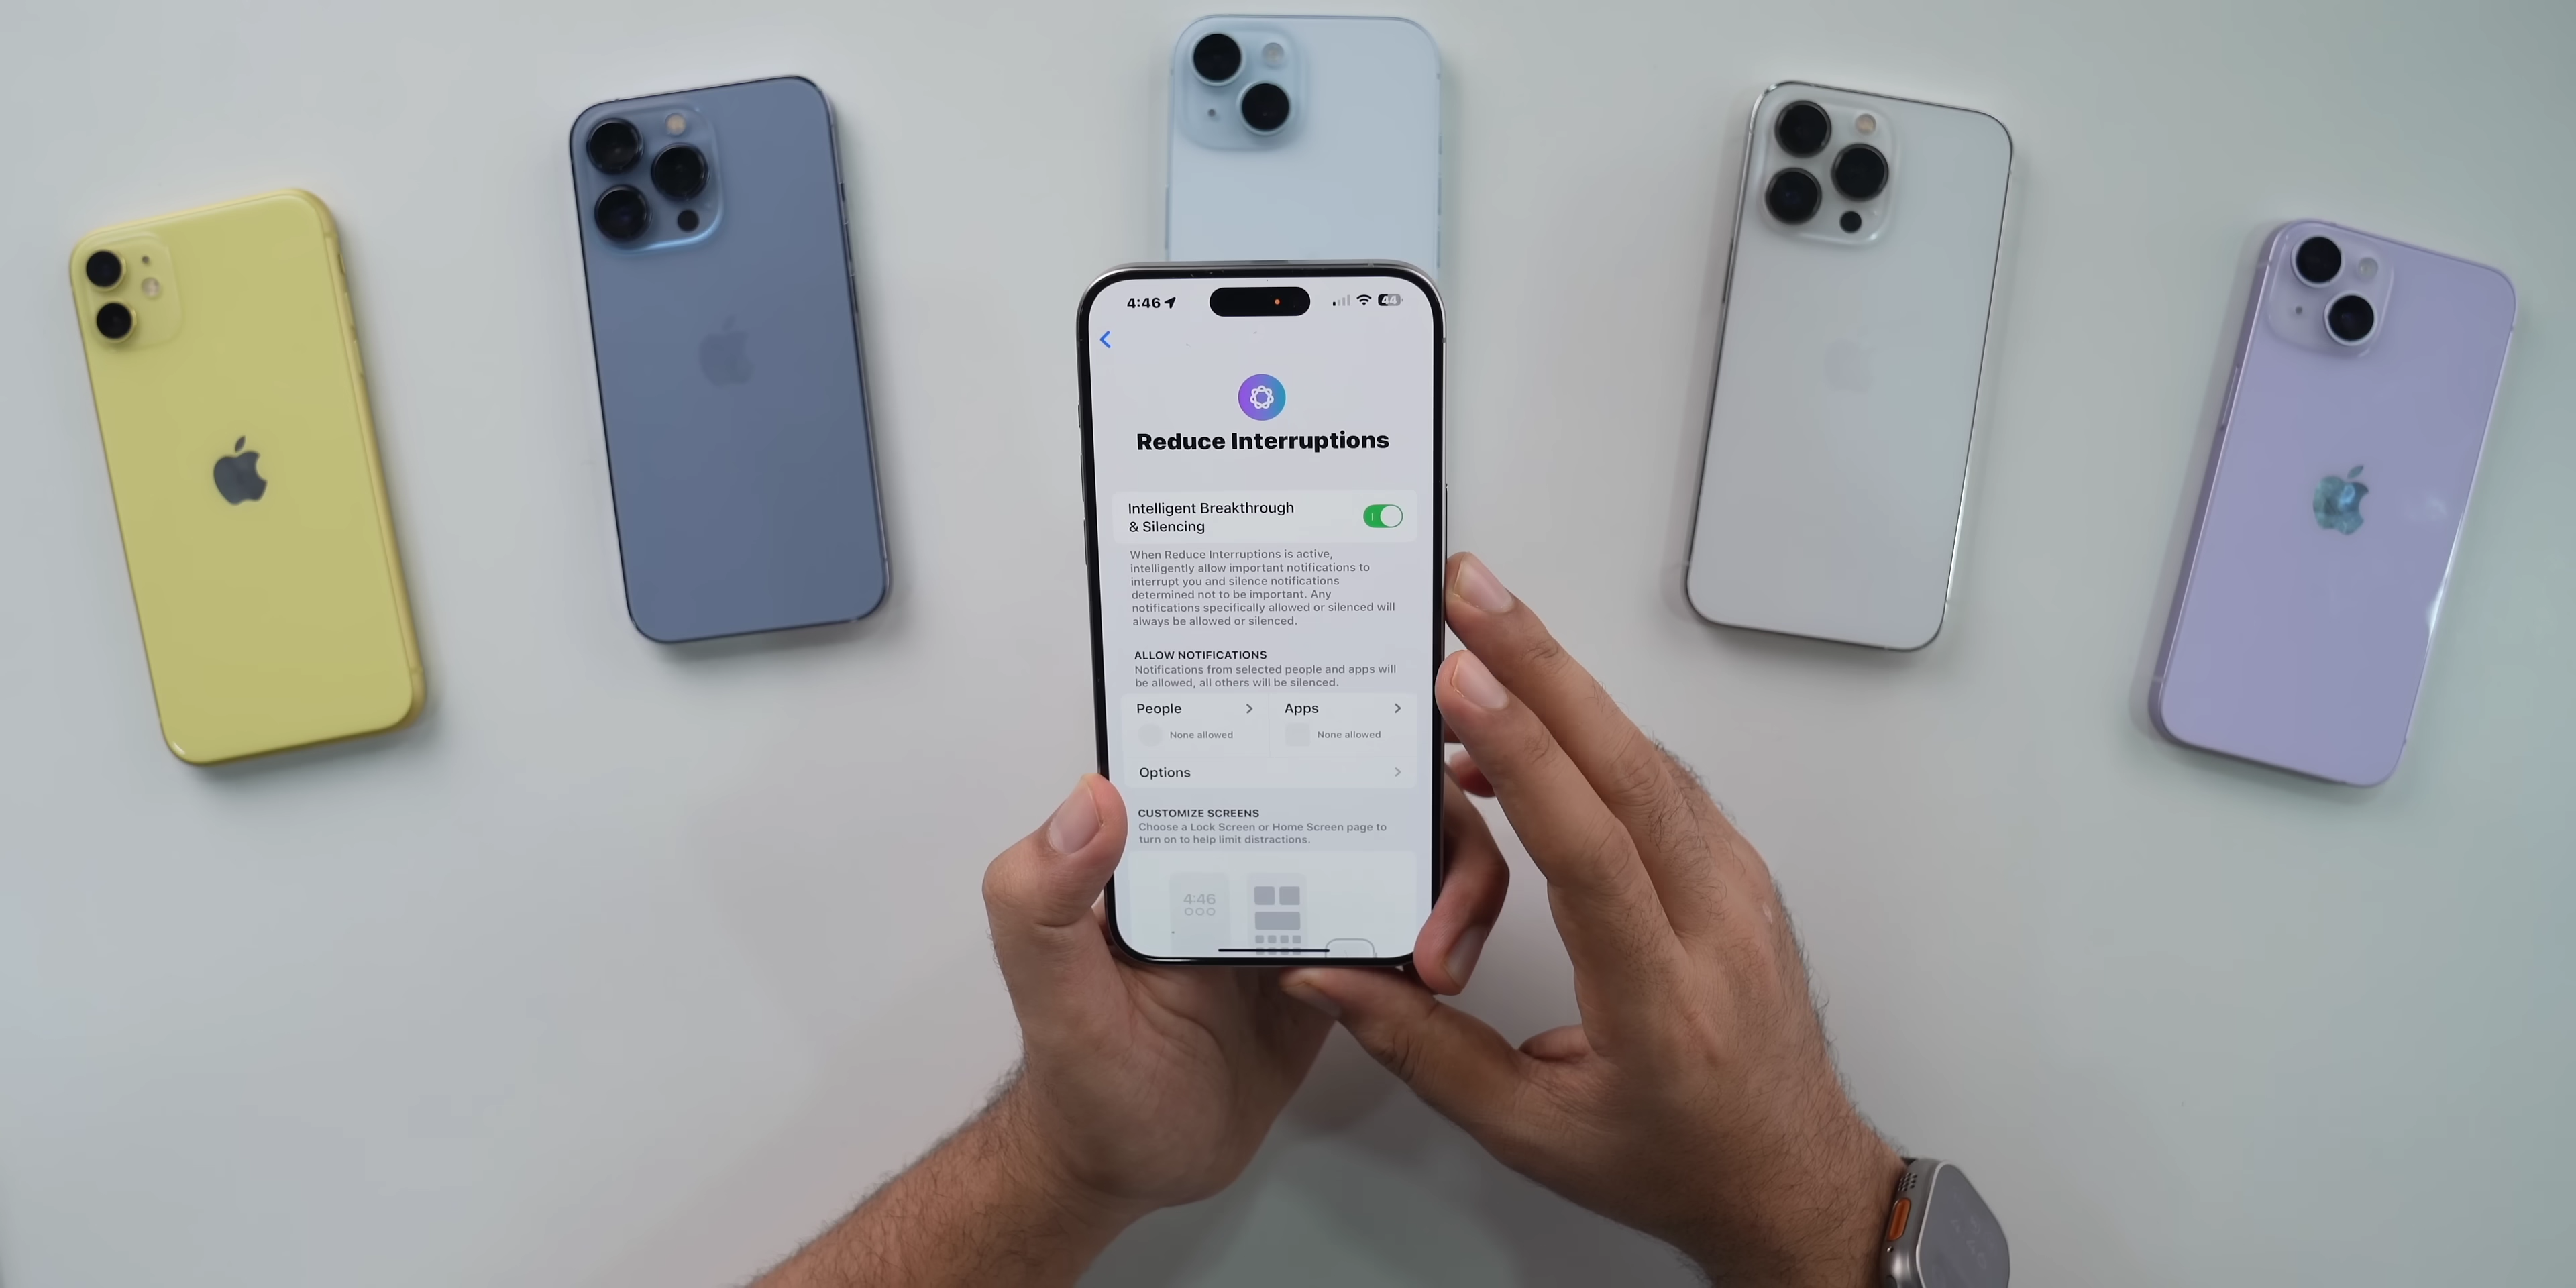 4:46
44
Reduce Interruptions
Intelligent Breakthrough
& Silencing
When Reduce Interruptions is active,
intelligently allow important notifications to
interrupt you and silence notifications
determined not to be important. Any
notifications specifically allowed or silenced will
always be allowed or silenced.
ALLOW NOTIFICATIONS
Notifications from selected people and apps will
be allowed, all others will be silenced.
People
Apps
None allowed
None allowed
Options
CUSTOMIZE SCREENS
Choose a Lock Screen or Home Screen page to
turn on to help limit distractions.
4:46